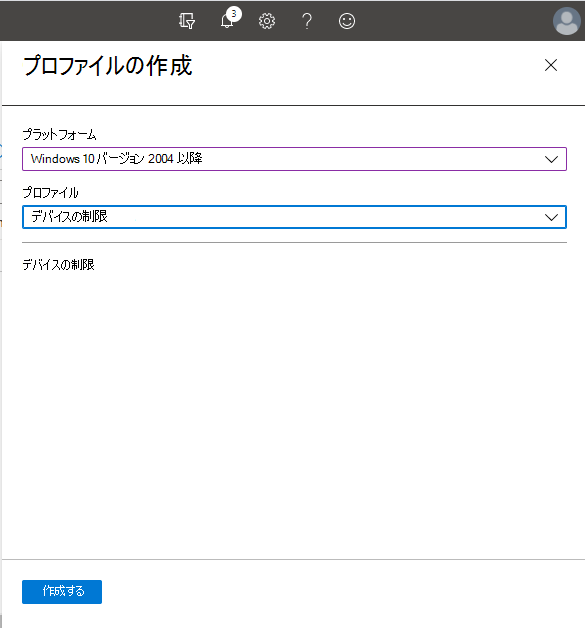 3
プロファイルの作成
プラットフォーム
Windows 10 バージョン 2004 以降
プロファイル
デバイスの制限
デバイスの制限
作成する